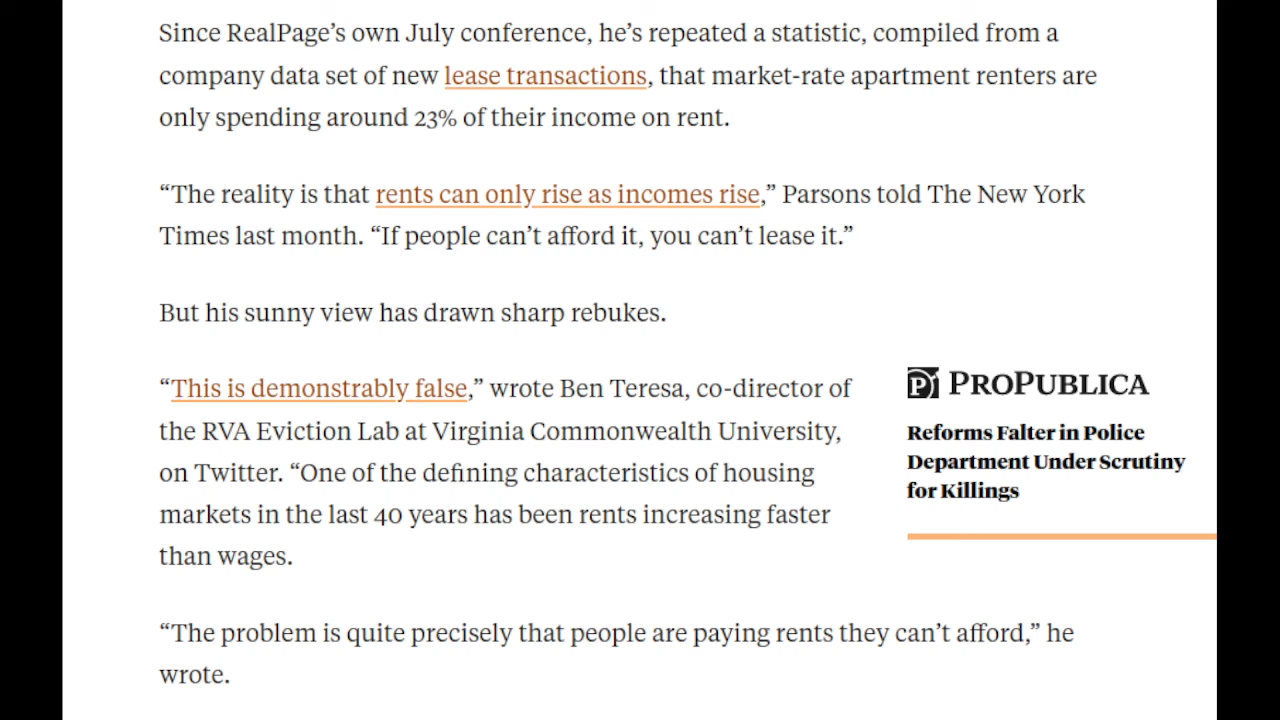 Since RealPage’s own July conference, he’s repeated a statistic, compiled from a
company data set of new lease transactions, that market-rate apartment renters are
only spending around 23% of their income on rent.
“The reality is that rents can only rise as incomes rise,” Parsons told The New York
Times last month. “If people can’t afford it, you can’t lease it.”
But his sunny view has drawn sharp rebukes.
“This is demonstrably false,” wrote Ben Teresa, co-director of
the RVA Eviction Lab at Virginia Commonwealth University,
on Twitter. “One of the defining characteristics of housing
markets in the last 40 years has been rents increasing faster
than wages.
PROPUBLICA
Reforms Falter in Police
Department Under Scrutiny
for Killings
“The problem is quite precisely that people are paying rents they can’t afford,” he
wrote.